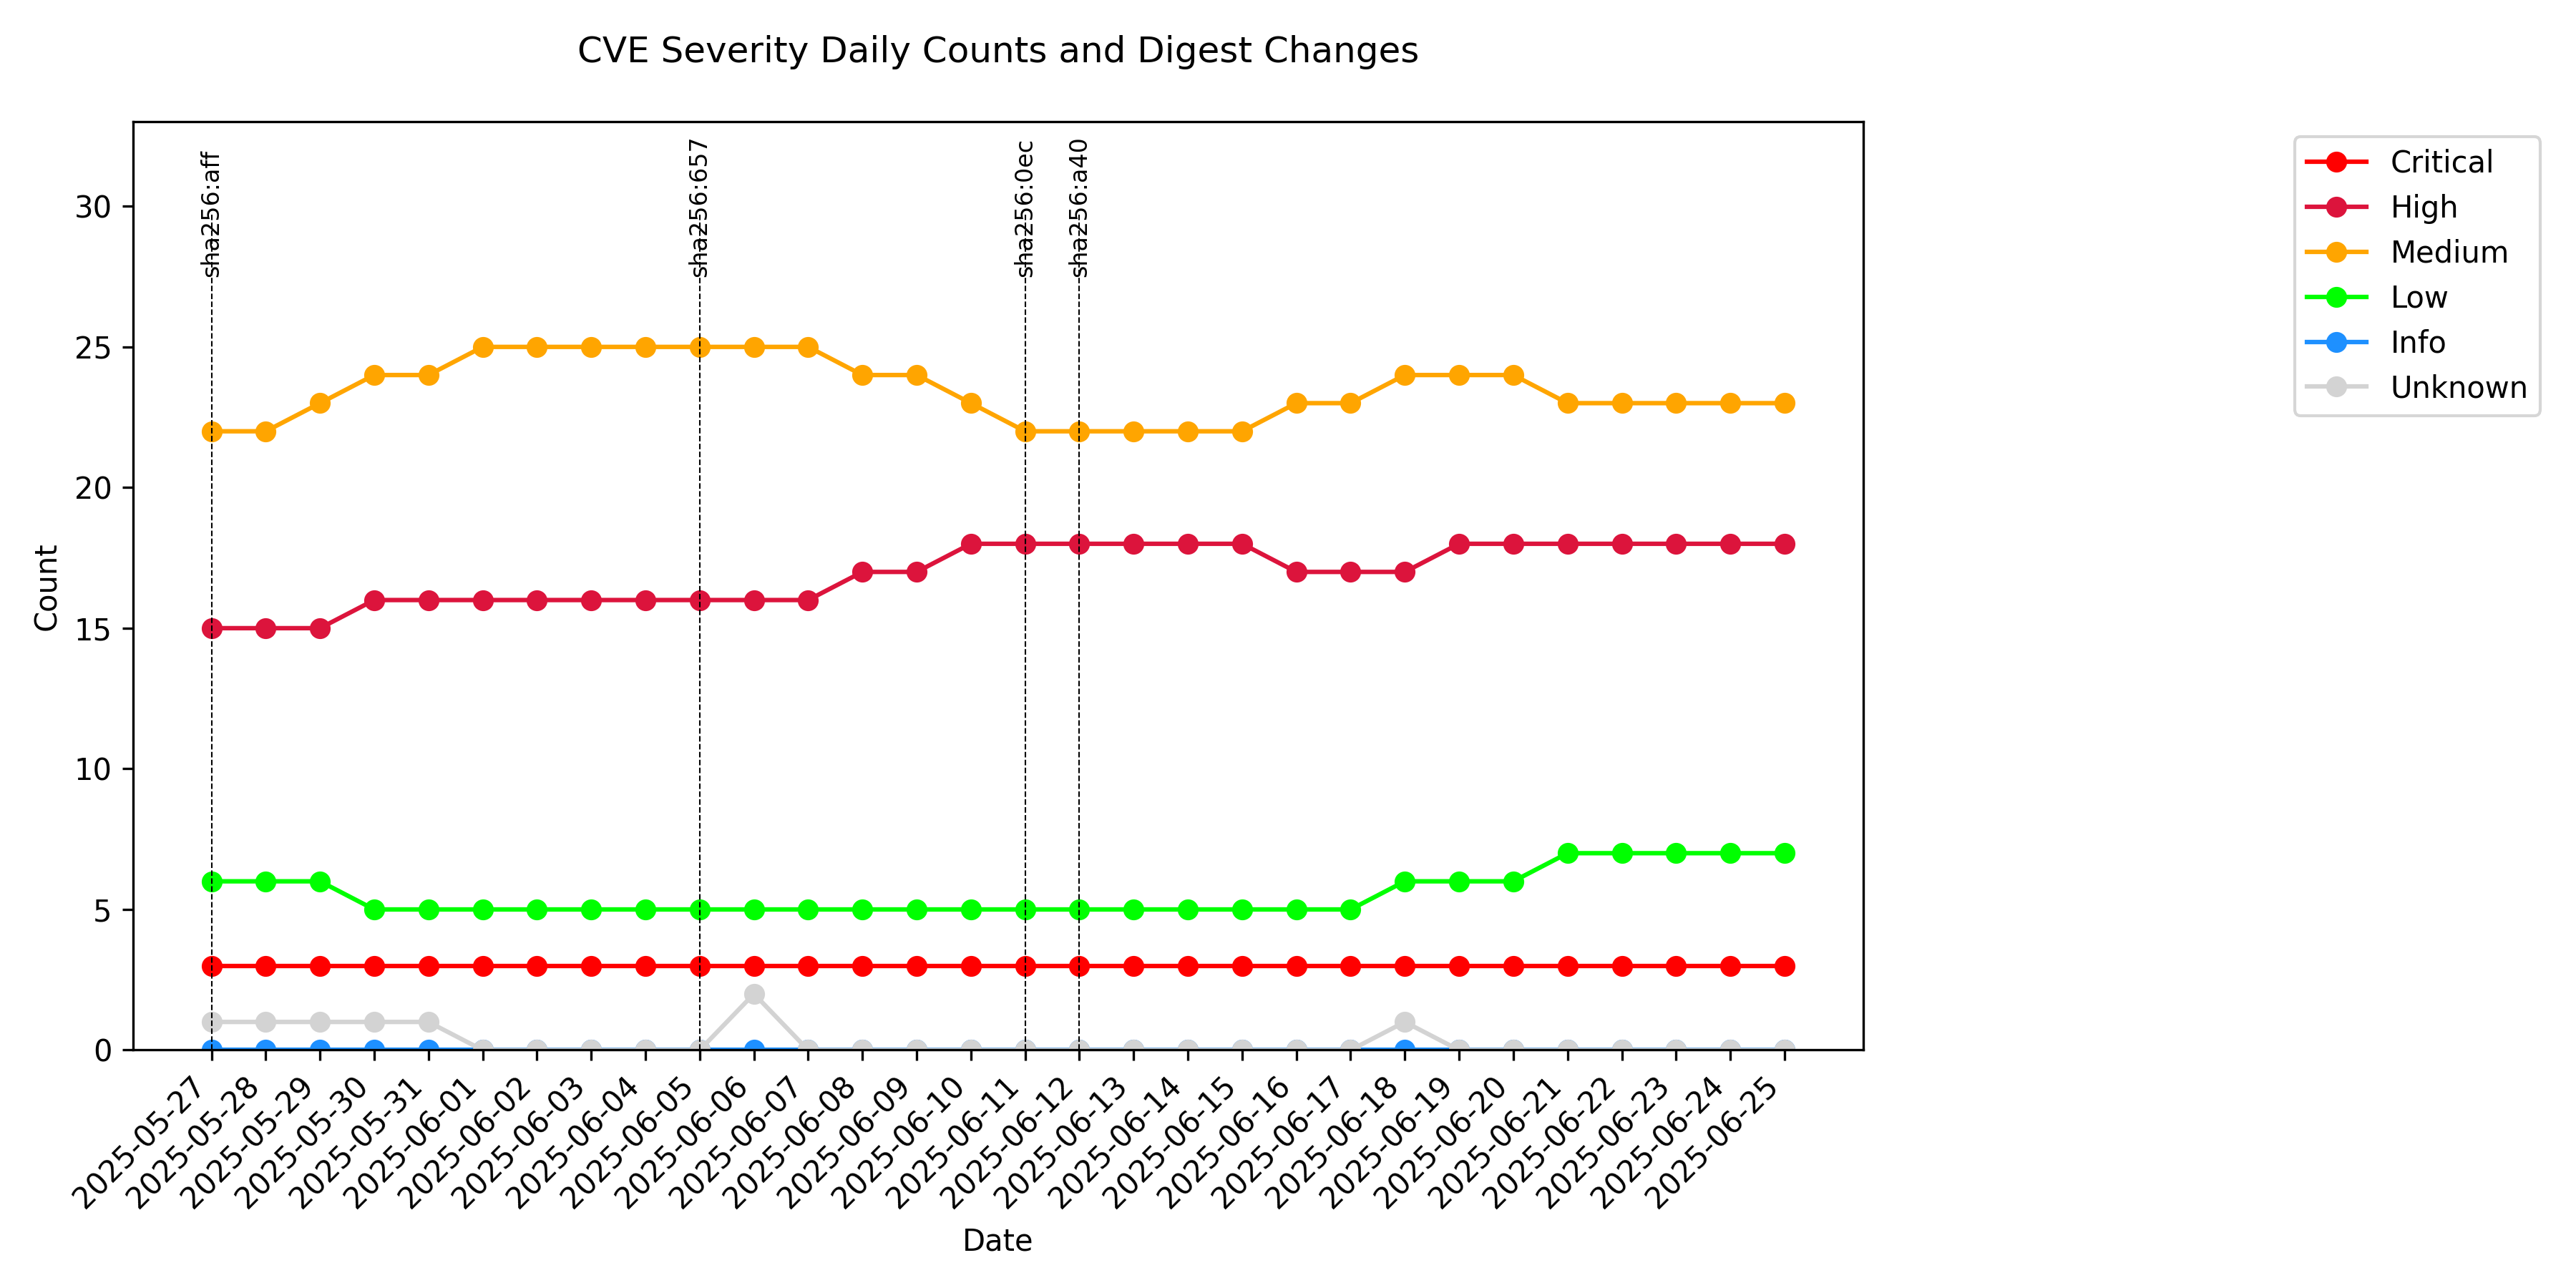 CVE Severity Daily Counts and Digest Changes
sha256:aff
sha256:657
sha256:0ec
sha256:a40
Critical
High
Medium
Low
Info
Unknown
30
25
20
15
10
5
0
Count
2025-05-27
2025-05-28
2025-05-29
2025-05-30
2025-05-31
2025-06-01
2025-06-02
2025-06-03
2025-06-04
2025-06-05
2025-06-06
2025-06-07
2025-06-08
2025-06-09
2025-06-10
2025-06-11
2025-06-12
2025-06-13
2025-06-14
2025-06-15
2025-06-16
2025-06-17
2025-06-18
2025-06-19
2025-06-20
2025-06-21
2025-06-22
2025-06-23
2025-06-24
2025-06-25
Date